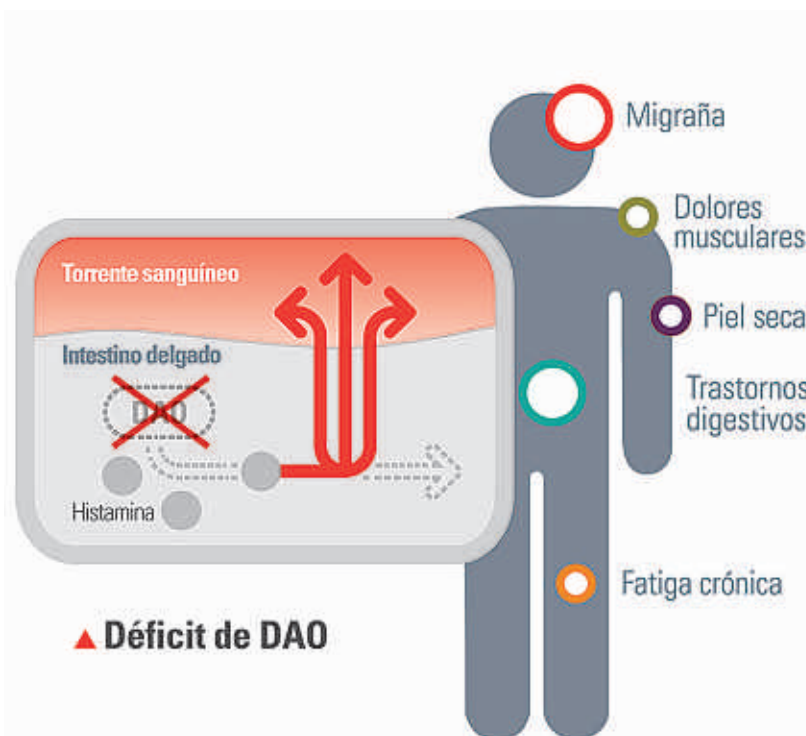 Migraña
Dolores
musculares
Torrente sanguíneo
Piel seca
Intestino delgado
DAO
Trastornos
digestivos
Histamina
Fatiga crónica
Déficit de DAO